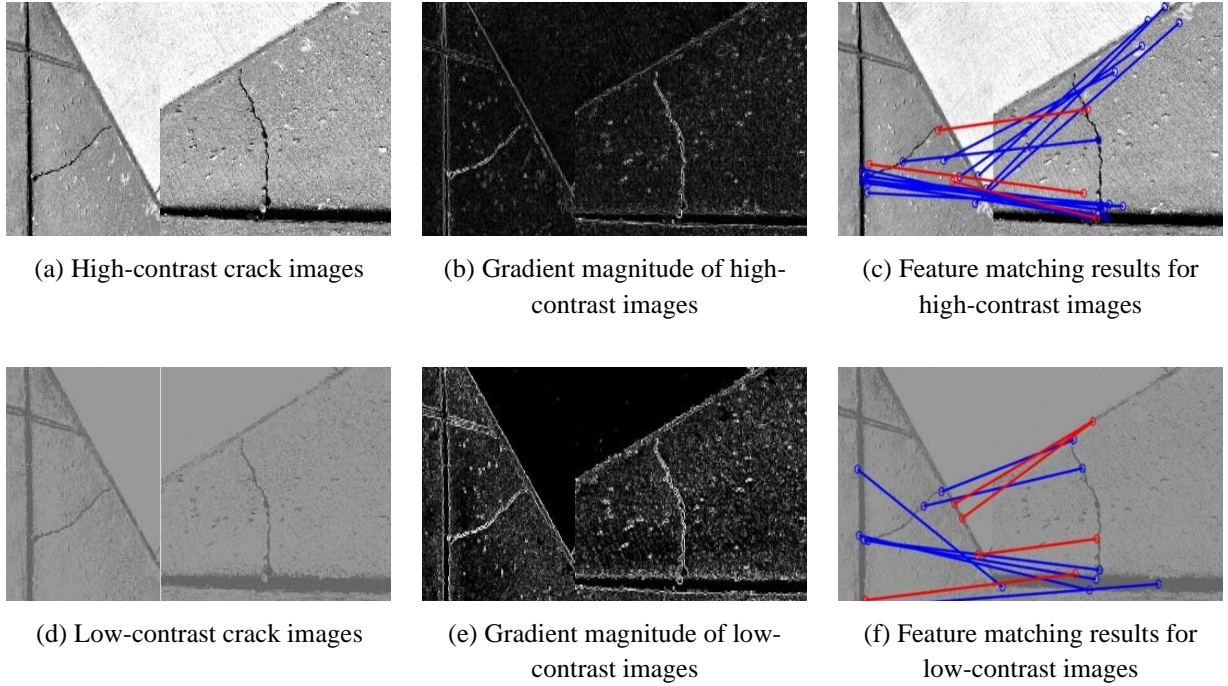 (a) High-contrast crack images
(b) Gradient magnitude of high-
contrast images
(c) Feature matching results for
high-contrast images
(d) Low-contrast crack images
(e) Gradient magnitude of low-
contrast images
(f) Feature matching results for
low-contrast images